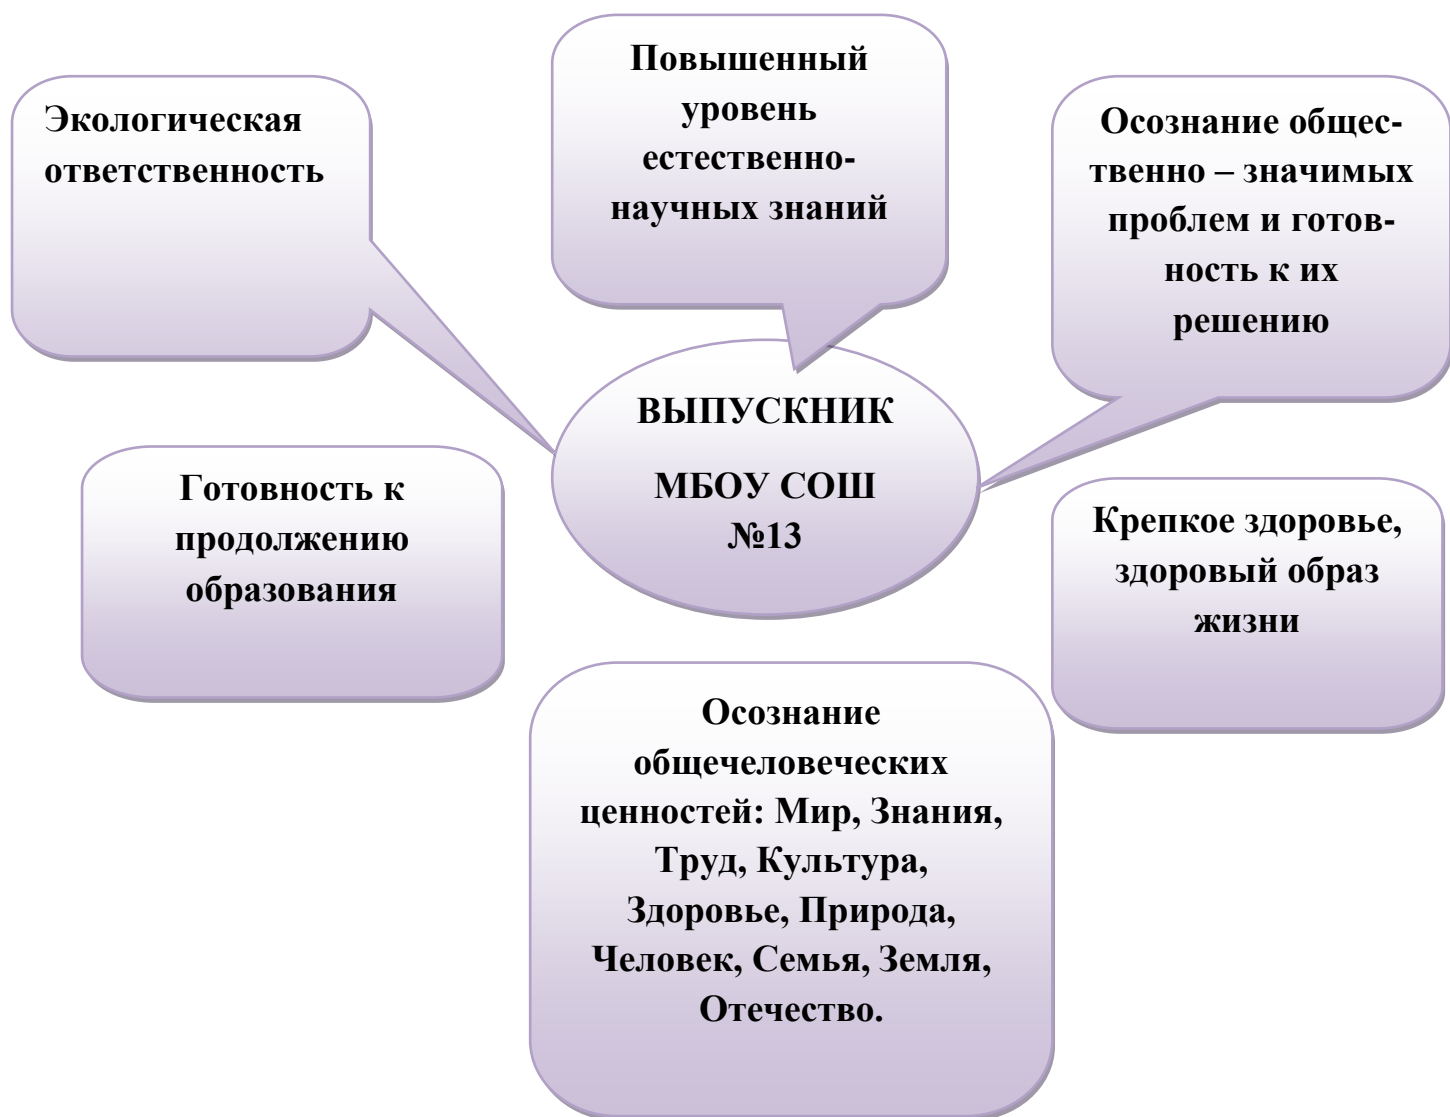 Экологическая
ответственность
Повышенный
уровень
естественно-
научных знаний
Осознание общес-
твенно – значимых
проблем и готов-
ность к их
решению
ВЫПУСКНИК
МБОУ СОШ
№13
Готовность к
продолжению
образования
Крепкое здоровье,
здоровый образ
жизни
Осознание
общечеловеческих
ценностей: Мир, Знания,
Труд, Культура,
Здоровье, Природа,
Человек, Семья, Земля,
Отечество.